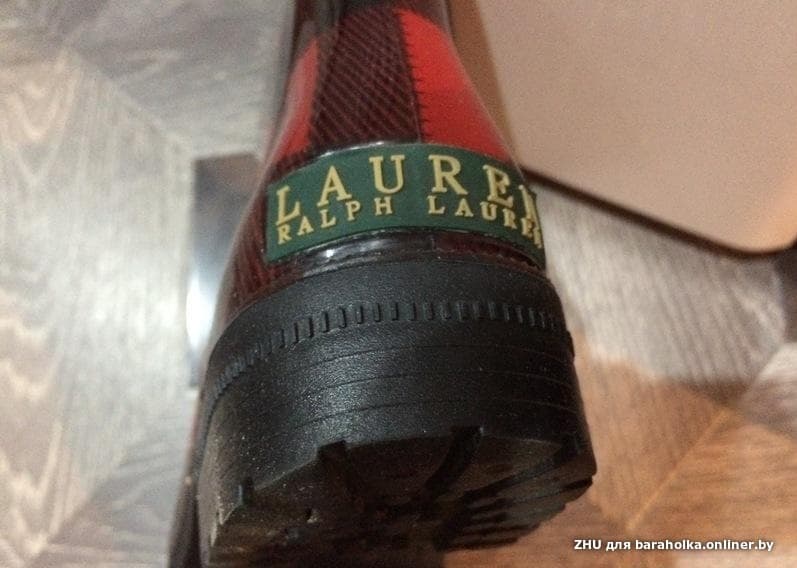 LAUREN
RALPH LAUREN
ZHU для baraholka.onliner.by